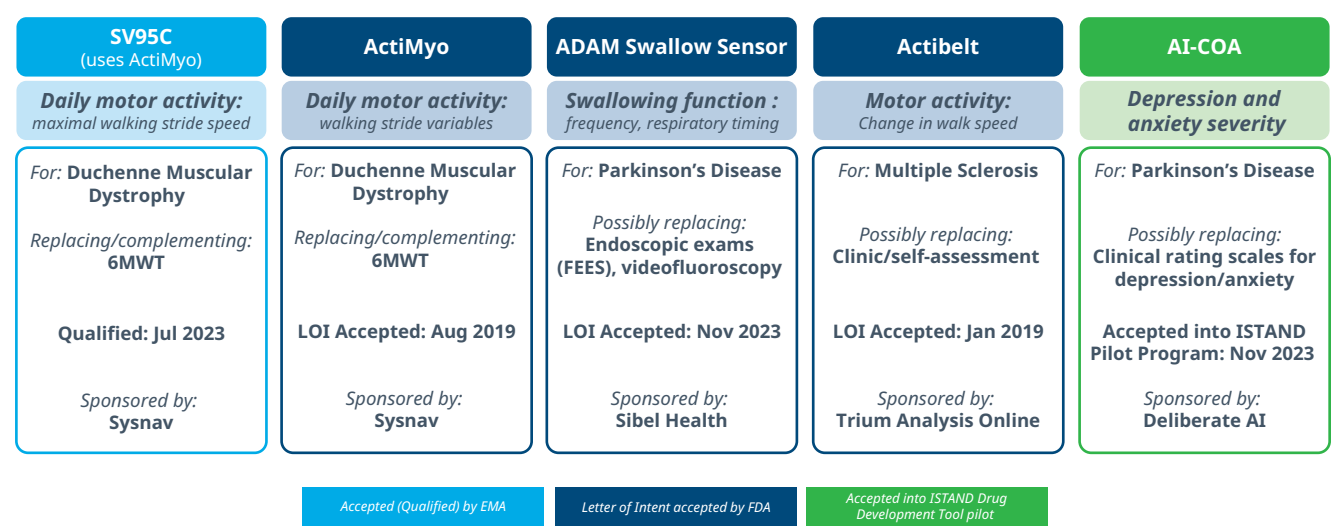 SV95C
(uses ActiMyo)
Daily motor activity:
maximal walking stride speed
For: Duchenne Muscular
Dystrophy
Replacing/complementing:
6MWT
Qualified: Jul 2023
Sponsored by:
Sysnav
ActiMyo
Daily motor activity:
walking stride variables
For: Duchenne Muscular
Dystrophy
Replacing/complementing:
6MWT
LOI Accepted: Aug 2019
Sponsored by:
Sysnav
ADAM Swallow Sensor
Swallowing function :
frequency, respiratory timing
For: Parkinson’s Disease
Possibly replacing:
Endoscopic exams
(FEES), videofluoroscopy
LOI Accepted: Nov 2023
Sponsored by:
Sibel Health
Actibelt
Motor activity:
Change in walk speed
For: Multiple Sclerosis
Possibly replacing:
Clinic/self-assessment
LOI Accepted: Jan 2019
Sponsored by:
Trium Analysis Online
AI-COA
Depression and
anxiety severity
For: Parkinson’s Disease
Possibly replacing:
Clinical rating scales for
depression/anxiety
Accepted into ISTAND
Pilot Program: Nov 2023
Sponsored by:
Deliberate AI
Accepted (Qualified) by EMA
Letter of Intent accepted by FDA
Accepted into ISTAND Drug
Development Tool pilot